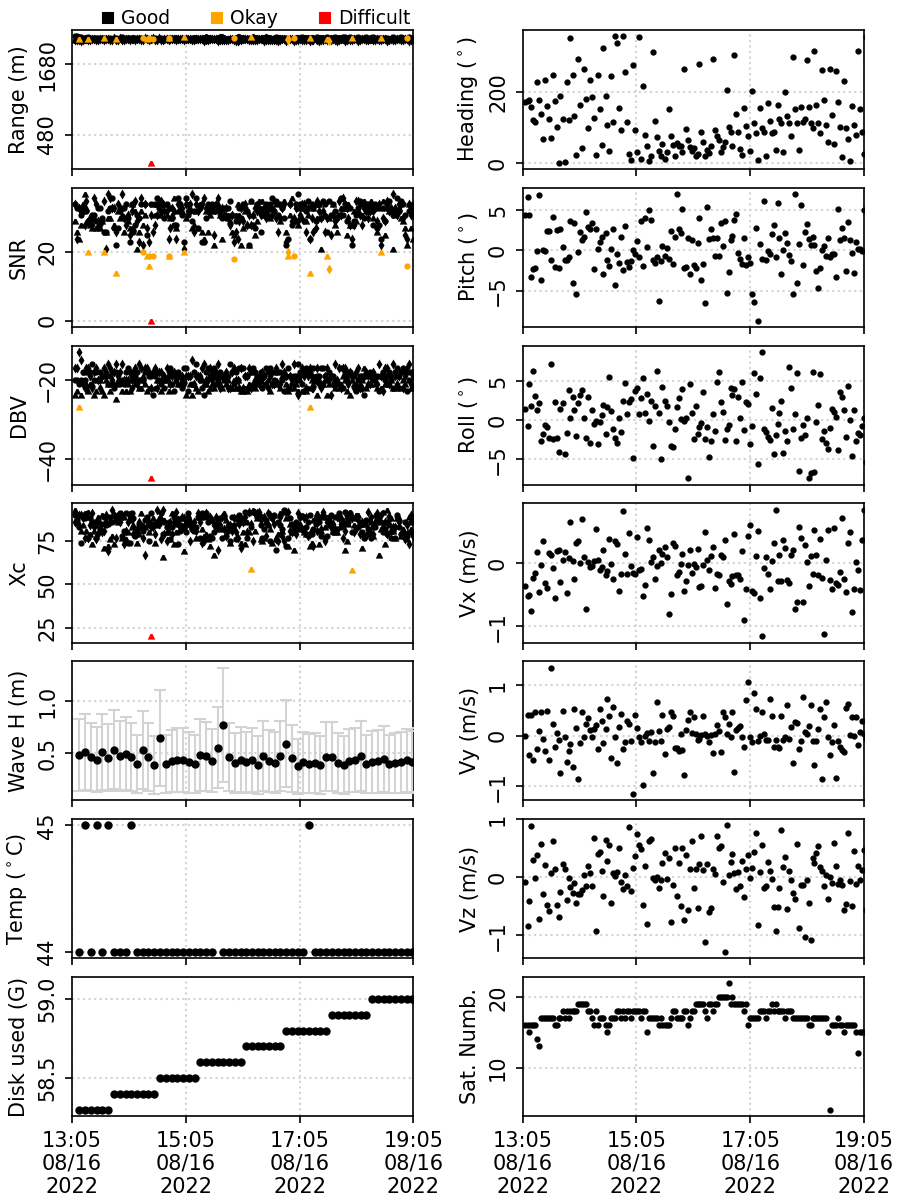 Good Okay Difficult
Range (m)
1680
480
SNR
20
0
DBV
−20
−40
Xc
75
50
25
Wave H (m)
1.0
0.5
Temp (°C)
45
44
Disk used (G)
59.0
58.5
13:05 15:05 17:05 19:05
08/16 08/16 08/16 08/16
2022 2022 2022 2022
Heading (°)
200
0
Pitch (°)
5
0
−5
Roll (°)
5
0
−5
Vx (m/s)
0
−1
Vy (m/s)
1
0
−1
Vz (m/s)
1
0
−1
Sat. Numb.
20
10
13:05 15:05 17:05 19:05
08/16 08/16 08/16 08/16
2022 2022 2022 2022